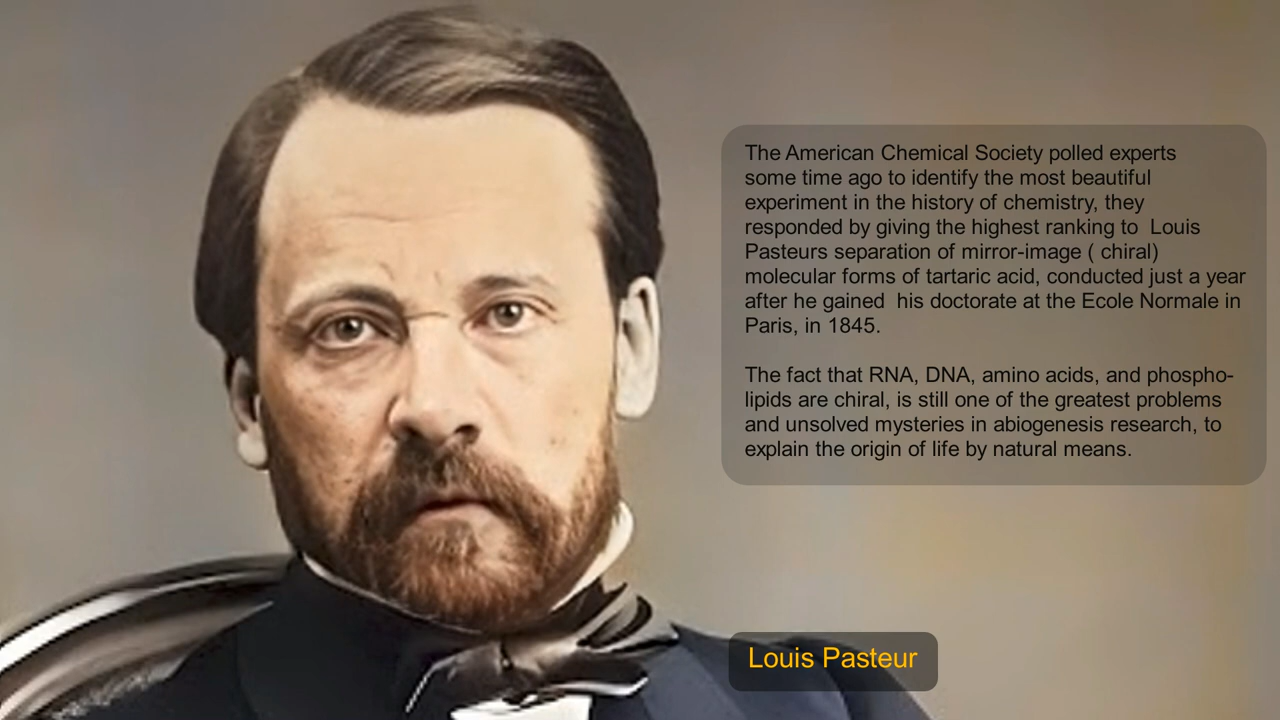 The American Chemical Society polled experts
some time ago to identify the most beautiful
experiment in the history of chemistry, they
responded by giving the highest ranking to  Louis
Pasteurs separation of mirror-image ( chiral)
molecular forms of tartaric acid, conducted just a year
after he gained  his doctorate at the Ecole Normale in
Paris, in 1845.
The fact that RNA, DNA, amino acids, and phospho-
lipids are chiral, is still one of the greatest problems
and unsolved mysteries in abiogenesis research, to
explain the origin of life by natural means.
Louis Pasteur